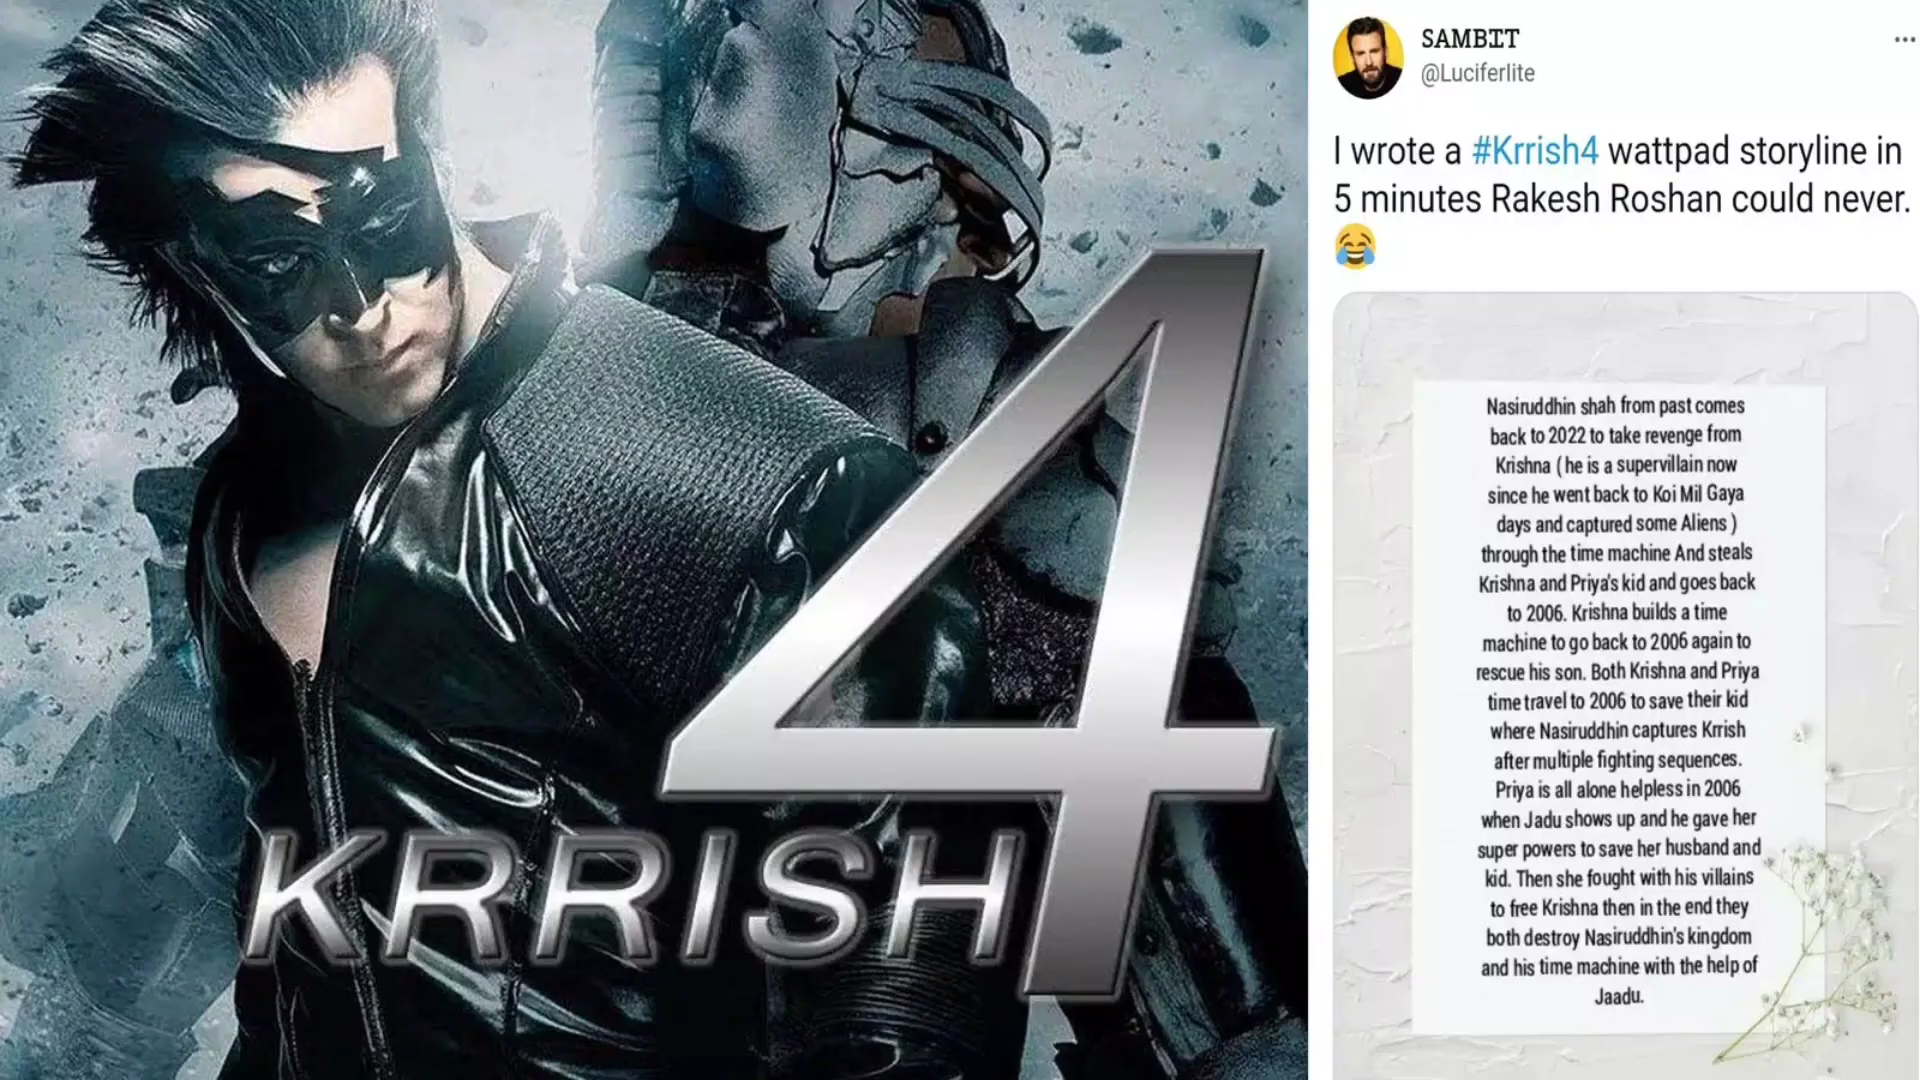 KRRISH 4
SAMBIT
@Luciferlite
I wrote a #Krrish4 wattpad storyline in
5 minutes Rakesh Roshan could never.
😂
Nasiruddhin shah from past comes
back to 2022 to take revenge from
Krishna ( he is a supervillain now
since he went back to Koi Mil Gaya
days and captured some Aliens )
through the time machine And steals
Krishna and Priya's kid and goes back
to 2006. Krishna builds a time
machine to go back to 2006 again to
rescue his son. Both Krishna and Priya
time travel to 2006 to save their kid
where Nasiruddhin captures Krrish
after multiple fighting sequences.
Priya is all alone helpless in 2006
when Jadu shows up and he gave her
super powers to save her husband and
kid. Then she fought with his villains
to free Krishna then in the end they
both destroy Nasiruddhin's kingdom
and his time machine with the help of
Jaadu.